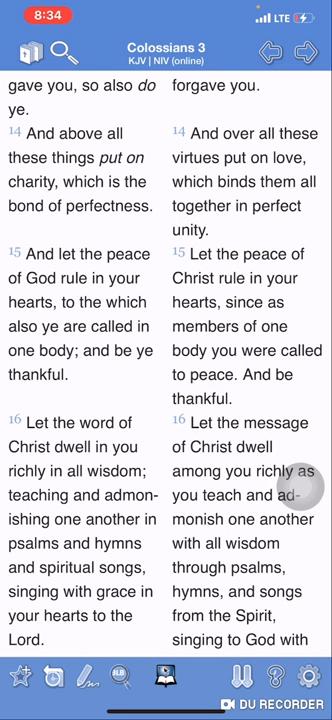 8:34
LTE
Colossians 3
KJV | NIV (online)
gave you, so also do
ye.
14 And above all
these things put on
charity, which is the
bond of perfectness.
15 And let the peace
of God rule in your
hearts, to the which
also ye are called in
one body; and be ye
thankful.
16 Let the word of
Christ dwell in you
richly in all wisdom;
teaching and admon-
ishing one another in
psalms and hymns
and spiritual songs,
singing with grace in
your hearts to the
Lord.
forgave you.
14 And over all these
virtues put on love,
which binds them all
together in perfect
unity.
15 Let the peace of
Christ rule in your
hearts, since as
members of one
body you were called
to peace. And be
thankful.
16 Let the message
of Christ dwell
among you richly as
you teach and ad-
monish one another
with all wisdom
through psalms,
hymns, and songs
from the Spirit,
singing to God with
SLB
DU RECORDER